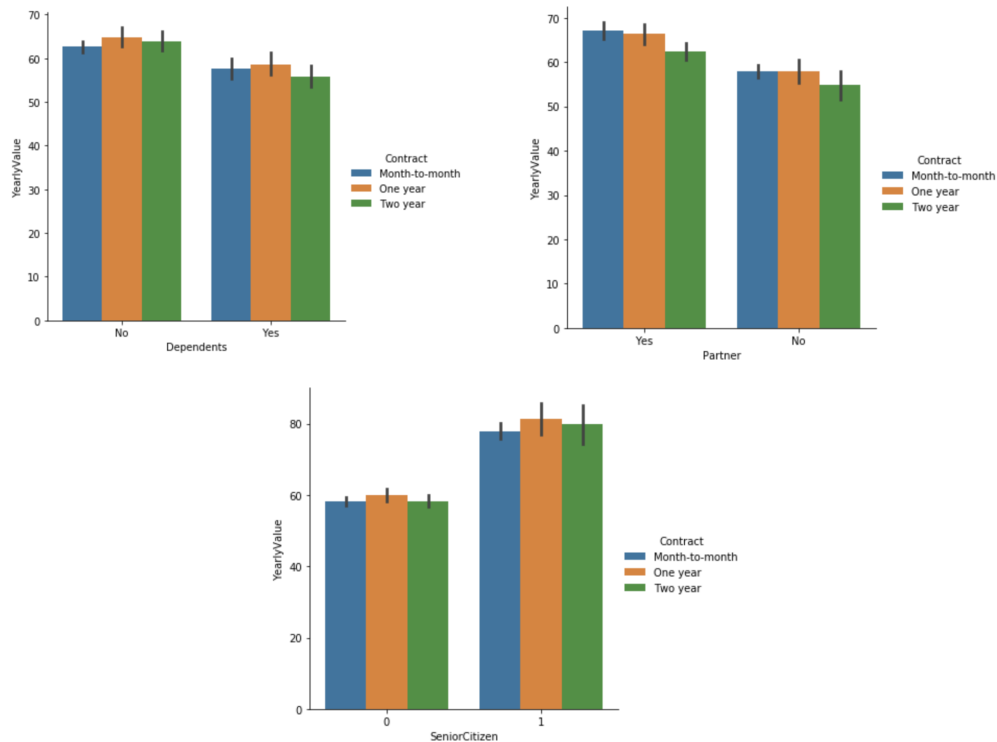 70
60
50
40
30
20
10
0
YearlyValue
No
Yes
Dependents
Contract
Month-to-month
One year
Two year
70
60
50
40
30
20
10
0
YearlyValue
Yes
No
Partner
Contract
Month-to-month
One year
Two year
80
60
40
20
0
YearlyValue
0
1
SeniorCitizen
Contract
Month-to-month
One year
Two year